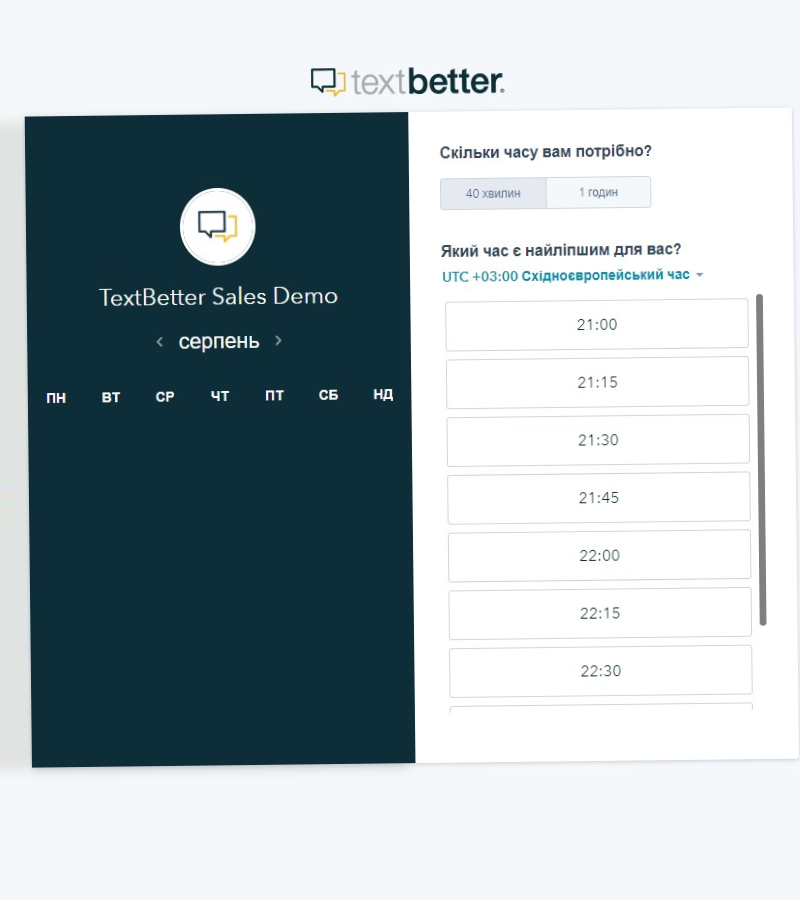 textbetter
TextBetter Sales Demo
серпень
ПН ВТ СР ЧТ ПТ СБ НД
Скільки часу вам потрібно?
40 хвилин 1 годин
Який час є найліпшим для вас?
UTC +03:00 Східноєвропейський час
21:00
21:15
21:30
21:45
22:00
22:15
22:30